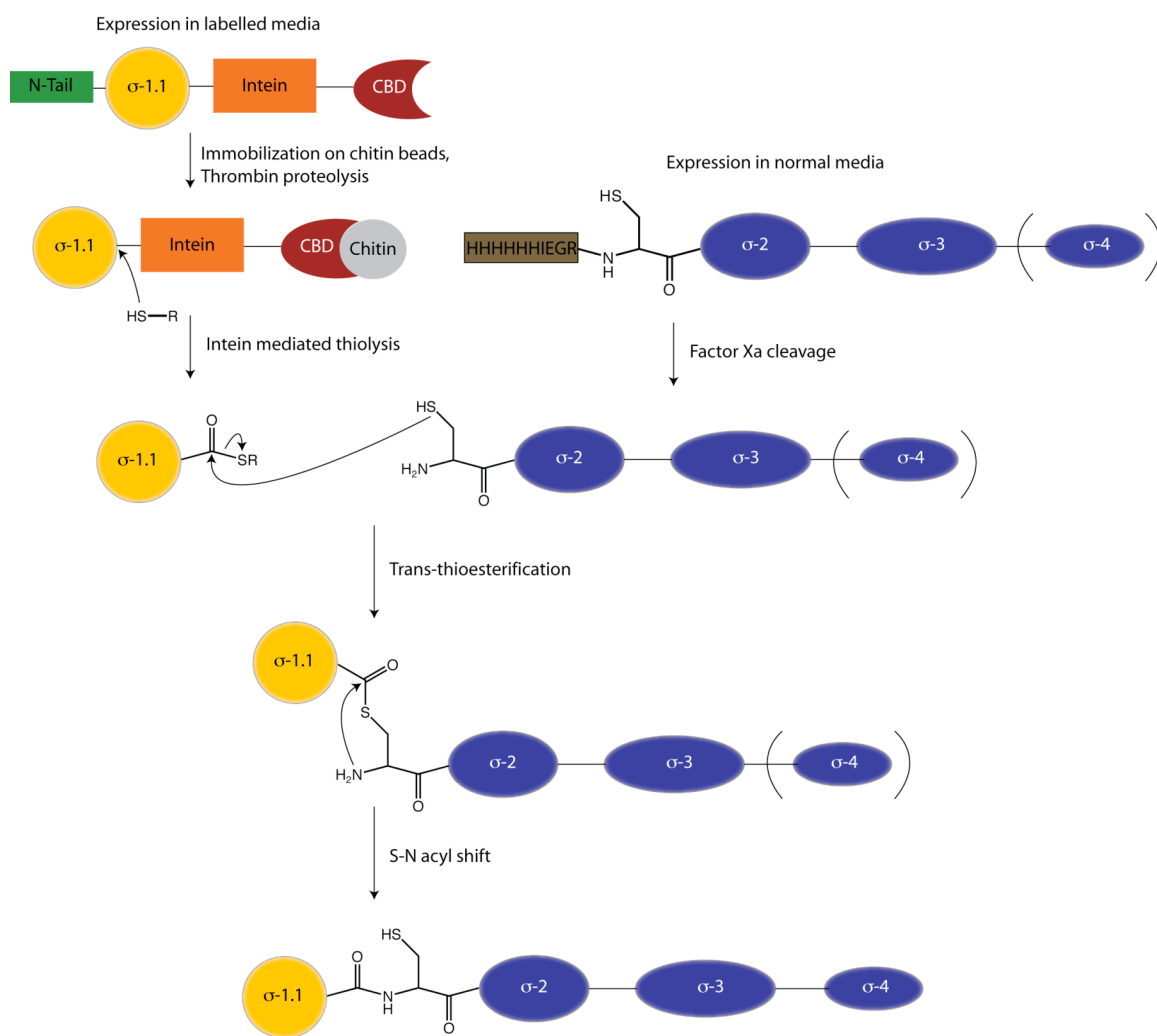 Expression in labelled media
N-Tail
σ-1.1
Intein
CBD
Immobilization on chitin beads,
Thrombin proteolysis
Expression in normal media
σ-1.1
Intein
CBD
Chitin
HS
HHHHHHIEGR
N
H
O
σ-2
σ-3
σ-4
HS—R
Intein mediated thiolysis
Factor Xa cleavage
σ-1.1
O
SR
HS
H₂N
O
σ-2
σ-3
σ-4
Trans-thioesterification
σ-1.1
O
S
H₂N
O
σ-2
σ-3
σ-4
S-N acyl shift
σ-1.1
O
N
H
HS
O
σ-2
σ-3
σ-4